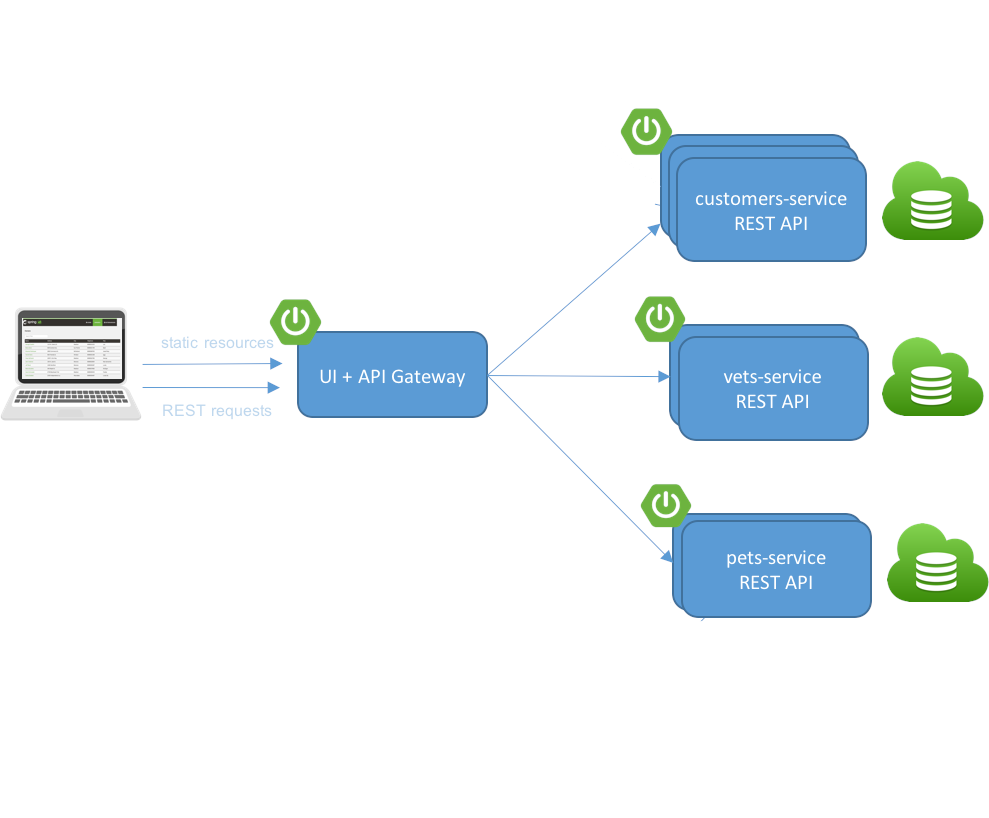 static resources
REST requests
UI + API Gateway
customers-service
REST API
vets-service
REST API
pets-service
REST API